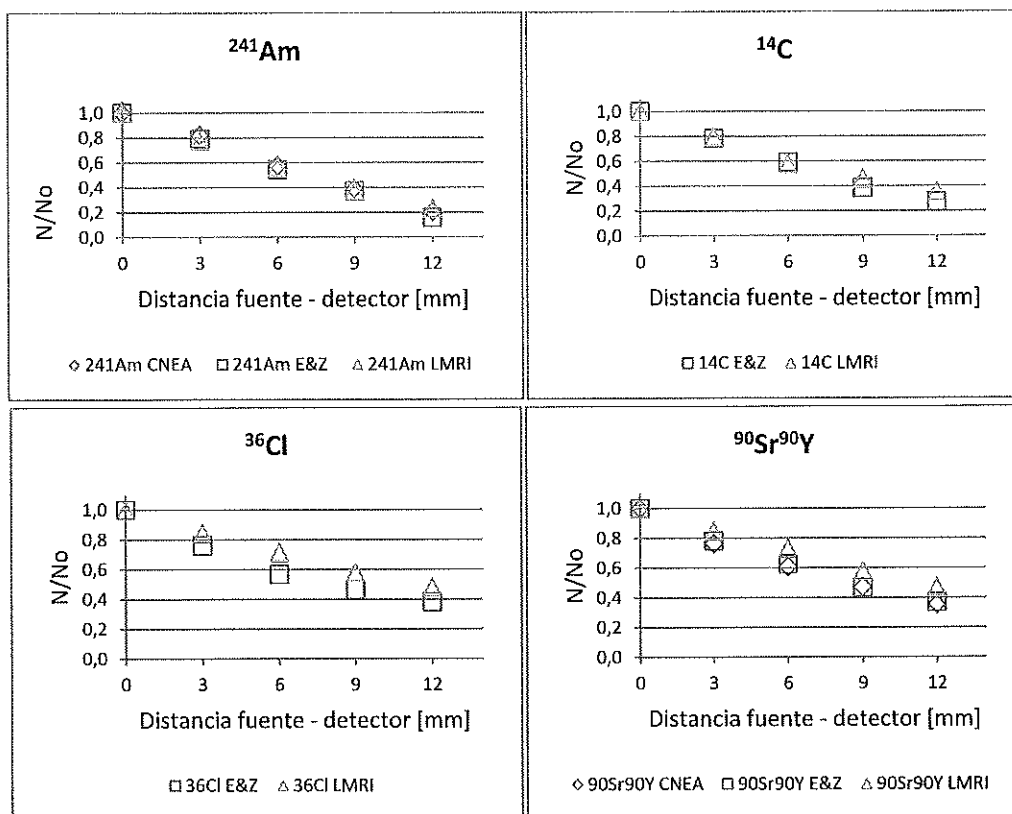 ²⁴¹Am
1,0
0,8
0,6
0,4
0,2
0,0
N/No
0 3 6 9 12
Distancia fuente - detector [mm]
241Am CNEA 241Am E&Z 241Am LMRI
¹⁴C
1,0
0,8
0,6
0,4
0,2
0,0
N/No
0 3 6 9 12
Distancia fuente - detector [mm]
14C E&Z 14C LMRI
³⁶Cl
1,0
0,8
0,6
0,4
0,2
0,0
N/No
0 3 6 9 12
Distancia fuente - detector [mm]
36Cl E&Z 36Cl LMRI
⁹⁰Sr⁹⁰Y
1,0
0,8
0,6
0,4
0,2
0,0
N/No
0 3 6 9 12
Distancia fuente - detector [mm]
90Sr90Y CNEA 90Sr90Y E&Z 90Sr90Y LMRI